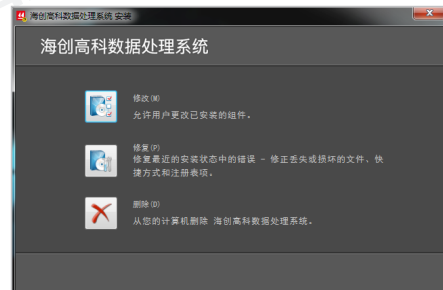 海创高科数据处理系统 安装
海创高科数据处理系统
修改(M)
允许用户更改已安装的组件。
修复(P)
修复最近的安装状态中的错误 - 修正丢失或损坏的文件、快
捷方式和注册表项。
删除(D)
从您的计算机删除 海创高科数据处理系统。